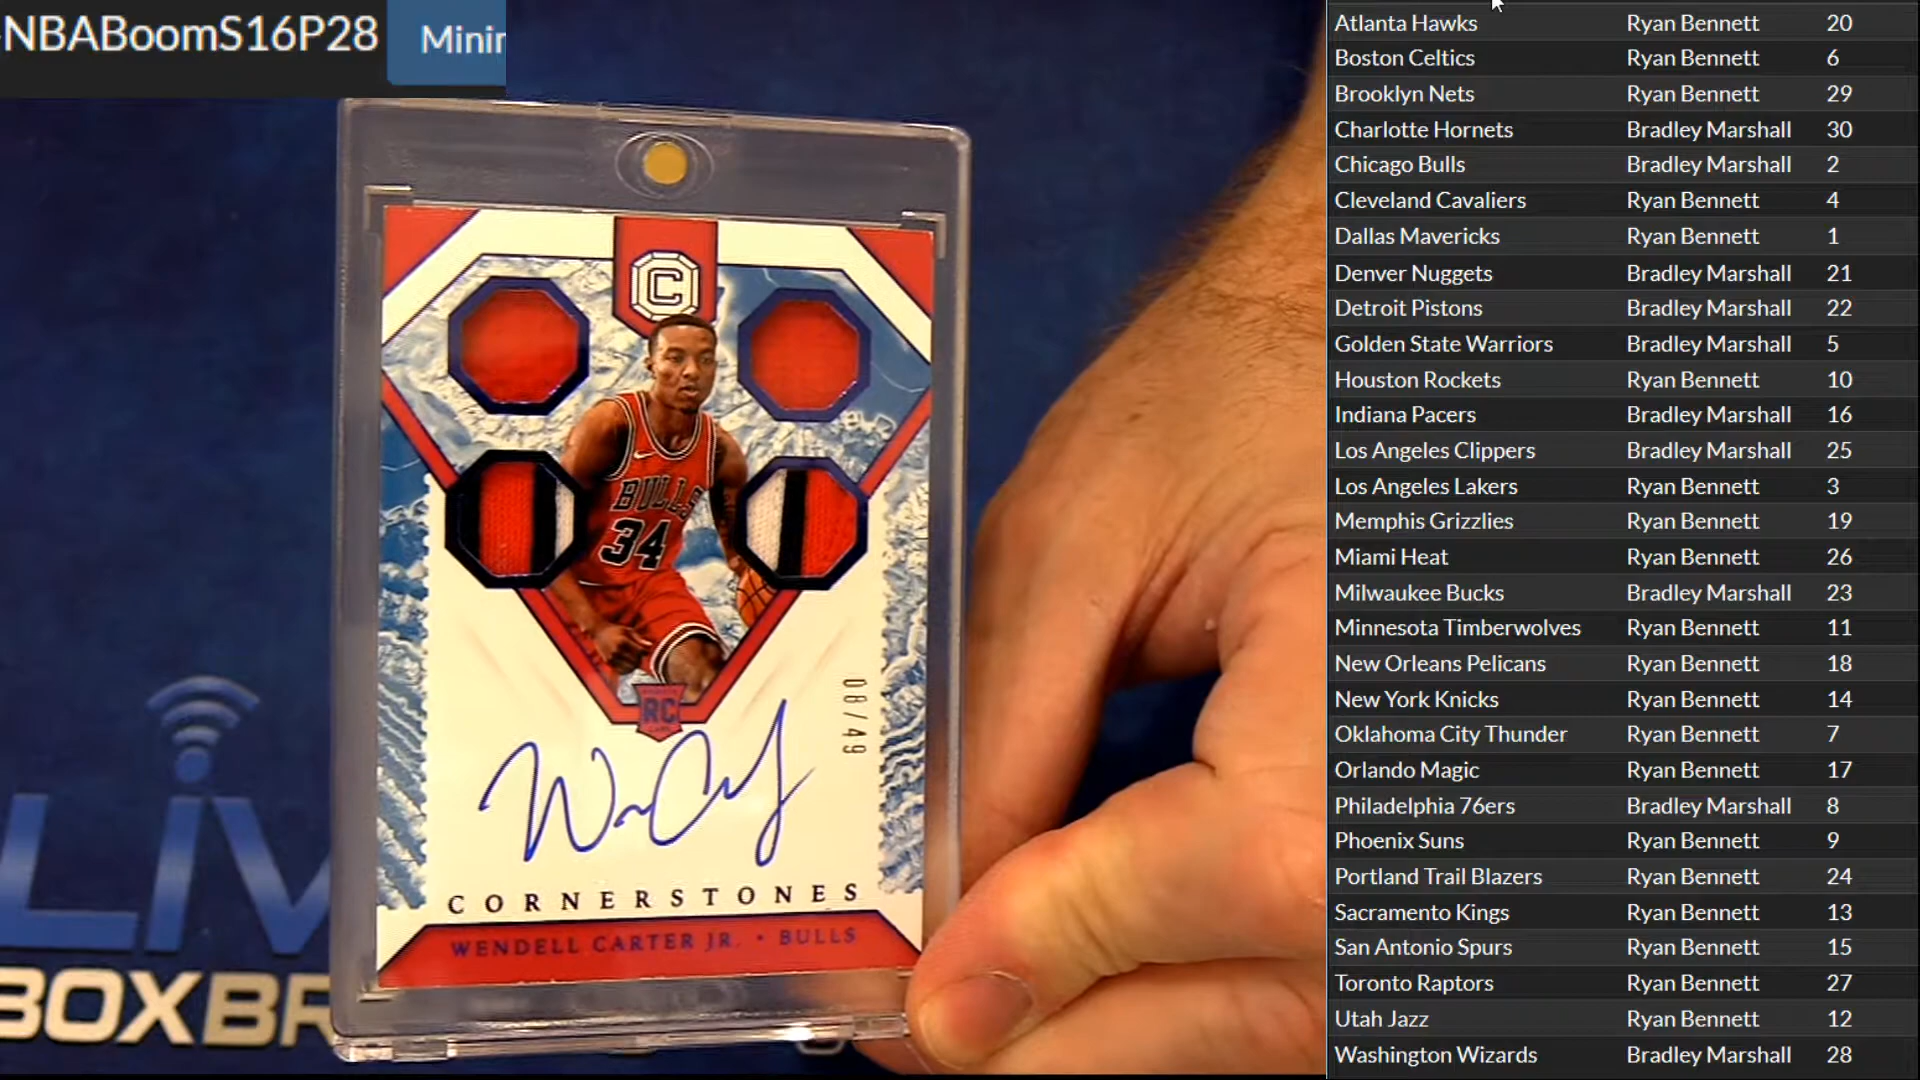 NBABoomS16P28
C
BULLS
34
RC
08/49
CORNERSTONES
WENDELL CARTER JR. • BULLS
LIV
BOXBR
Atlanta Hawks Ryan Bennett 20
Boston Celtics Ryan Bennett 6
Brooklyn Nets Ryan Bennett 29
Charlotte Hornets Bradley Marshall 30
Chicago Bulls Bradley Marshall 2
Cleveland Cavaliers Ryan Bennett 4
Dallas Mavericks Ryan Bennett 1
Denver Nuggets Bradley Marshall 21
Detroit Pistons Bradley Marshall 22
Golden State Warriors Bradley Marshall 5
Houston Rockets Ryan Bennett 10
Indiana Pacers Bradley Marshall 16
Los Angeles Clippers Bradley Marshall 25
Los Angeles Lakers Ryan Bennett 3
Memphis Grizzlies Ryan Bennett 19
Miami Heat Ryan Bennett 26
Milwaukee Bucks Bradley Marshall 23
Minnesota Timberwolves Ryan Bennett 11
New Orleans Pelicans Ryan Bennett 18
New York Knicks Ryan Bennett 14
Oklahoma City Thunder Ryan Bennett 7
Orlando Magic Ryan Bennett 17
Philadelphia 76ers Bradley Marshall 8
Phoenix Suns Ryan Bennett 9
Portland Trail Blazers Ryan Bennett 24
Sacramento Kings Ryan Bennett 13
San Antonio Spurs Ryan Bennett 15
Toronto Raptors Ryan Bennett 27
Utah Jazz Ryan Bennett 12
Washington Wizards Bradley Marshall 28